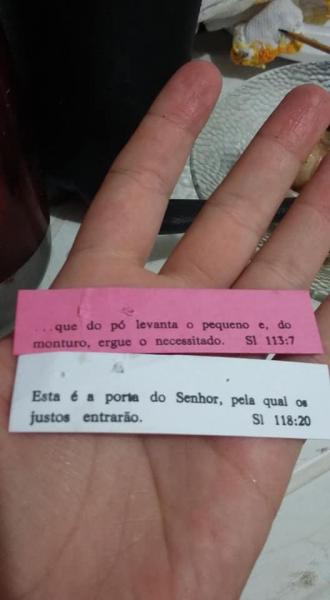 ...que do pó levanta o pequeno e, do
monturo, ergue o necessitado. Sl 113:7
Esta é a porta do Senhor, pela qual os
justos entrarão. Sl 118:20